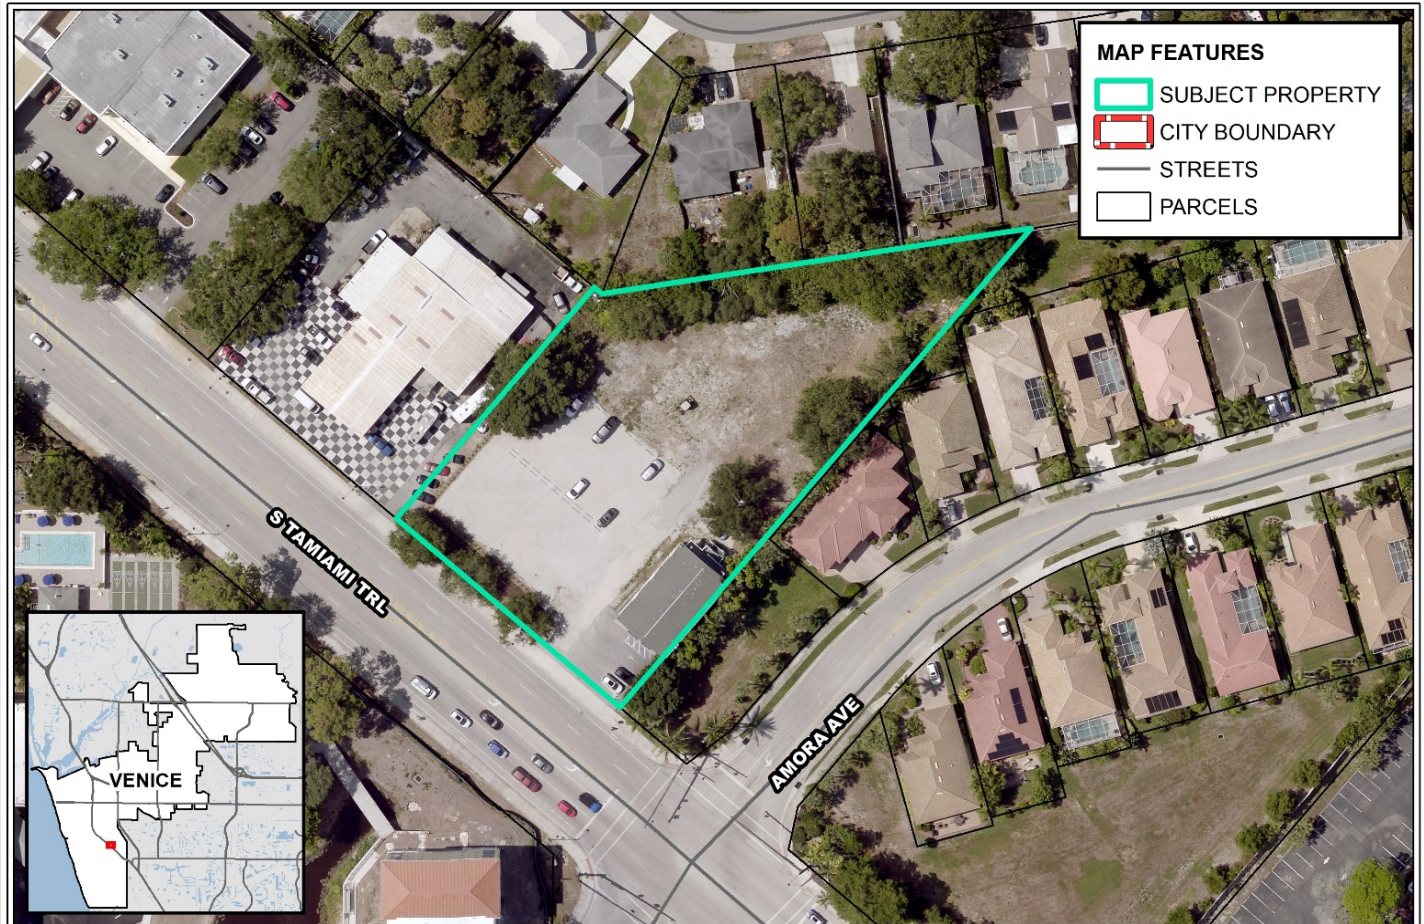 MAP FEATURES
SUBJECT PROPERTY
CITY BOUNDARY
STREETS
PARCELS
S TAMIAMI TRL
AMORA AVE
VENICE